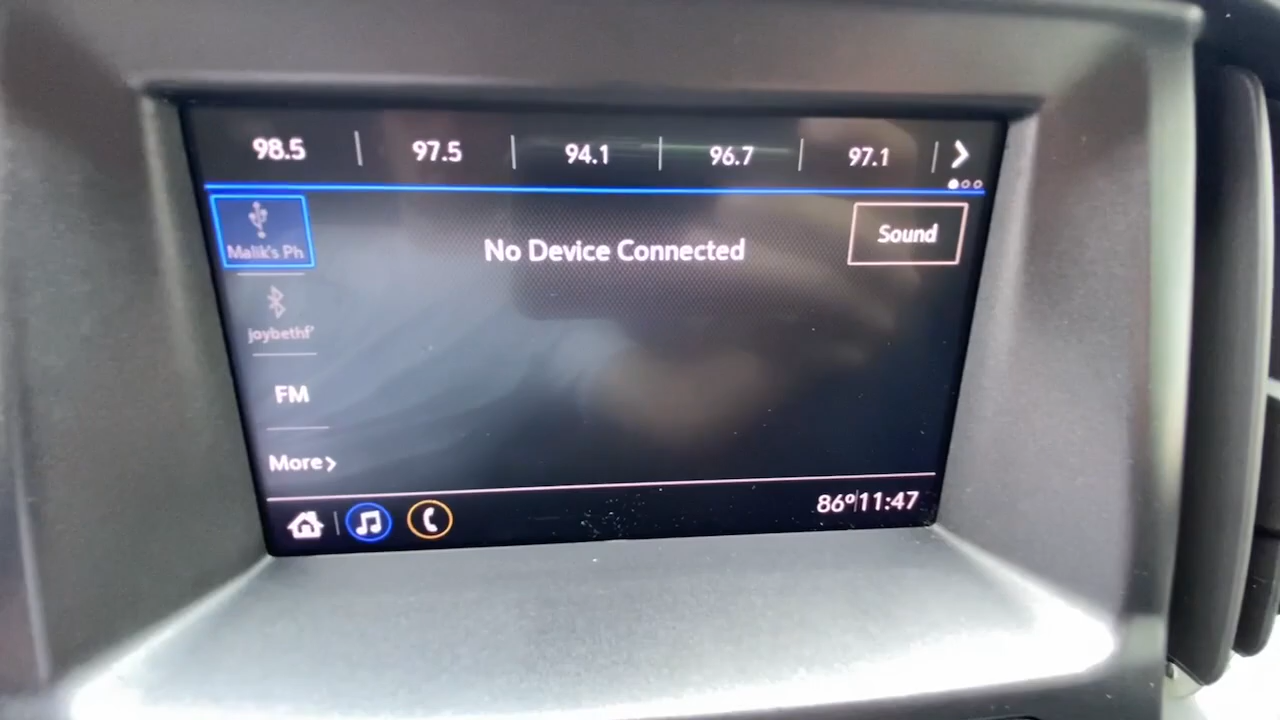 98.5 97.5 94.1 96.7 97.1
Malik's Ph
No Device Connected
Sound
joybethf
FM
More
86° 11:47